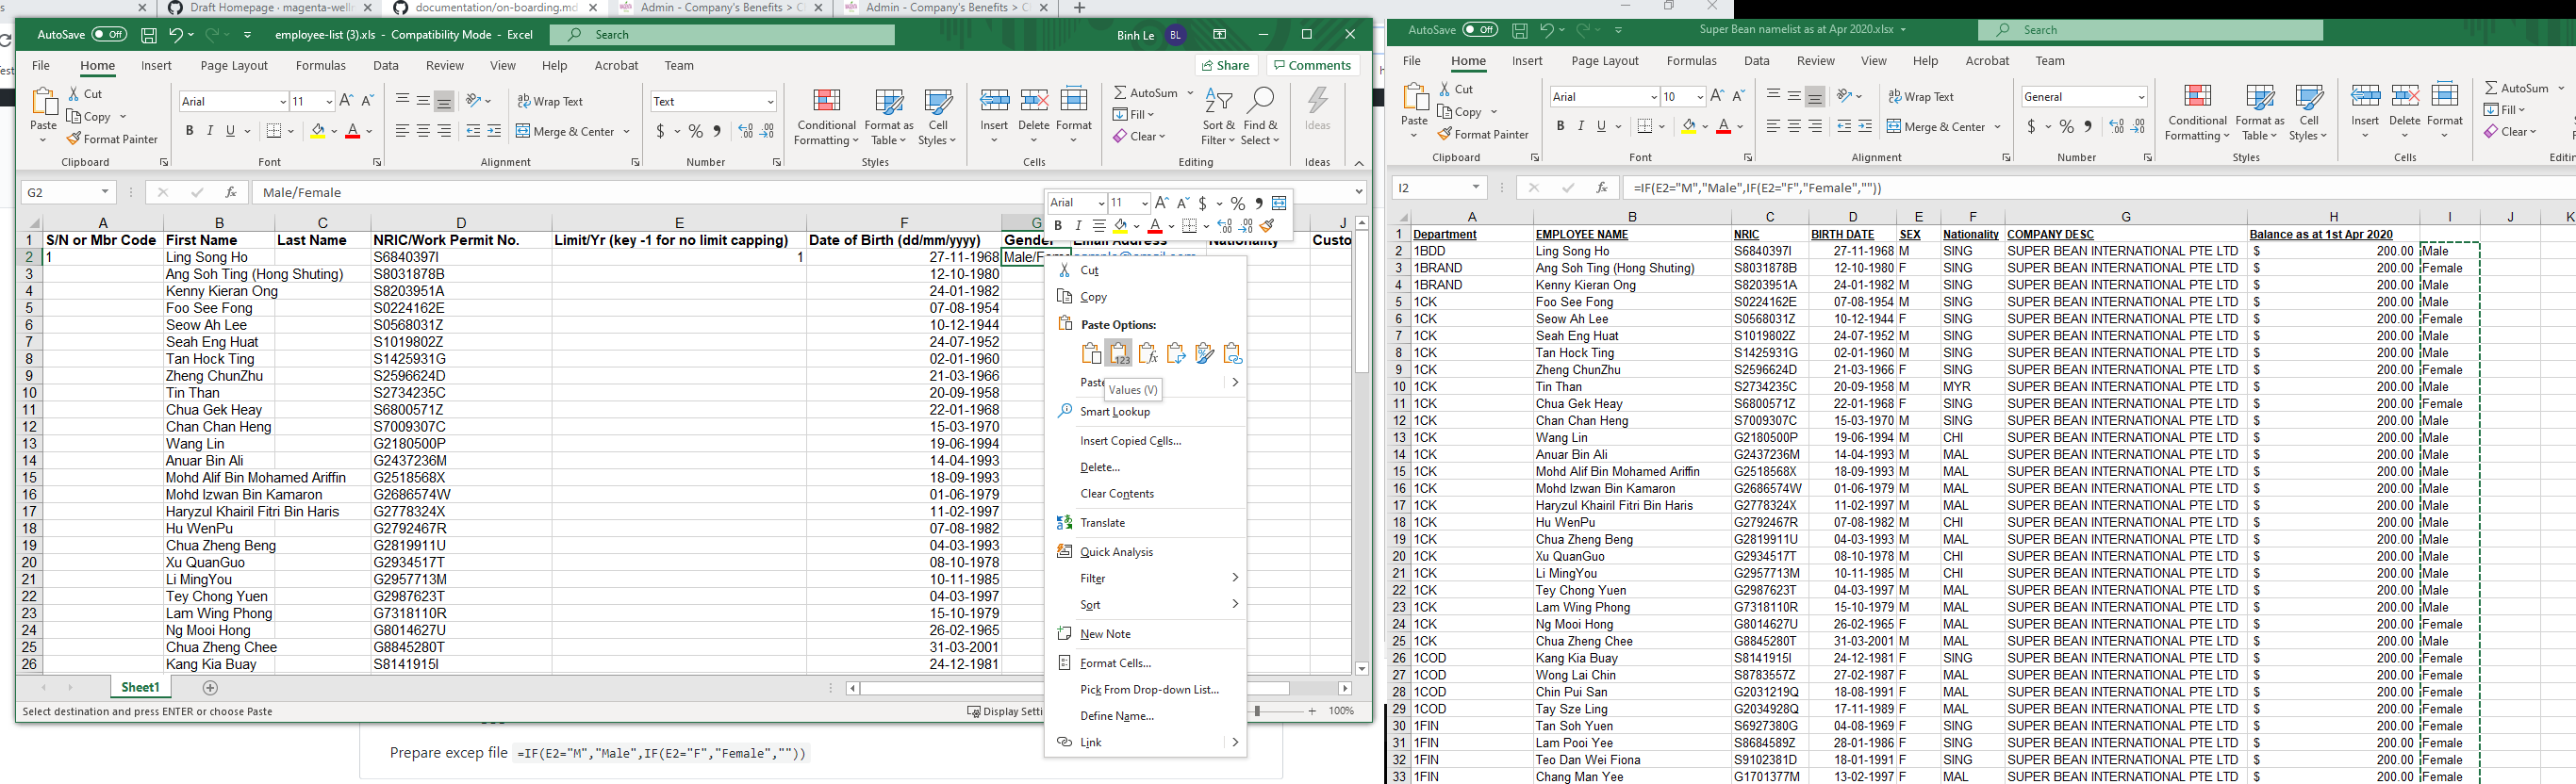 Draft Homepage · magenta-wellr
documentation/on-boarding.md
Admin - Company's Benefits > C
Admin - Company's Benefits > C
AutoSave Off employee-list (3).xls - Compatibility Mode - Excel Search Binh Le BL
File Home Insert Page Layout Formulas Data Review View Help Acrobat Team Share Comments
Paste Cut Copy Format Painter
Arial 11 Wrap Text Merge & Center Text
Conditional Formatting Format as Table Cell Styles Insert Delete Format
AutoSum Fill Clear Sort & Filter Find & Select Ideas
Clipboard Font Alignment Number Styles Cells Editing Ideas
G2 fx Male/Female
Arial 11
A B C D E F G J
1 S/N or Mbr Code First Name Last Name NRIC/Work Permit No. Limit/Yr (key -1 for no limit capping) Date of Birth (dd/mm/yyyy) Gender Email Address Nationality Custo
2 1 Ling Song Ho S6840397I 1 27-11-1968 Male/Fema
3 Ang Soh Ting (Hong Shuting) S8031878B 12-10-1980
4 Kenny Kieran Ong S8203951A 24-01-1982
5 Foo See Fong S0224162E 07-08-1954
6 Seow Ah Lee S0568031Z 10-12-1944
7 Seah Eng Huat S1019802Z 24-07-1952
8 Tan Hock Ting S1425931G 02-01-1960
9 Zheng ChunZhu S2596624D 21-03-1966
10 Tin Than S2734235C 20-09-1958
11 Chua Gek Heay S6800571Z 22-01-1968
12 Chan Chan Heng S7009307C 15-03-1970
13 Wang Lin G2180500P 19-06-1994
14 Anuar Bin Ali G2437236M 14-04-1993
15 Mohd Alif Bin Mohamed Ariffin G2518568X 18-09-1993
16 Mohd Izwan Bin Kamaron G2686574W 01-06-1979
17 Haryzul Khairil Fitri Bin Haris G2778324X 11-02-1997
18 Hu WenPu G2792467R 07-08-1982
19 Chua Zheng Beng G2819911U 04-03-1993
20 Xu QuanGuo G2934517T 08-10-1978
21 Li MingYou G2957713M 10-11-1985
22 Tey Chong Yuen G2987623T 04-03-1997
23 Lam Wing Phong G7318110R 15-10-1979
24 Ng Mooi Hong G8014627U 26-02-1965
25 Chua Zheng Chee G8845280T 31-03-2001
26 Kang Kia Buay S8141915I 24-12-1981
Cut
Copy
Paste Options:
Paste
Values (V)
Smart Lookup
Insert Copied Cells...
Delete...
Clear Contents
Translate
Quick Analysis
Filter
Sort
New Note
Format Cells...
Pick From Drop-down List...
Define Name...
Link
Sheet1
Select destination and press ENTER or choose Paste Display Setti 100%
Prepare excep file =IF(E2="M","Male",IF(E2="F","Female",""))
AutoSave Off Super Bean namelist as at Apr 2020.xlsx Search
File Home Insert Page Layout Formulas Data Review View Help Acrobat Team
Paste Cut Copy Format Painter
Arial 10 Wrap Text Merge & Center General
Conditional Formatting Format as Table Cell Styles Insert Delete Format
AutoSum Fill Clear
Clipboard Font Alignment Number Styles Cells Editin
I2 fx =IF(E2="M","Male",IF(E2="F","Female",""))
A B C D E F G H I J K
1 Department EMPLOYEE NAME NRIC BIRTH DATE SEX Nationality COMPANY DESC Balance as at 1st Apr 2020
2 1BDD Ling Song Ho S6840397I 27-11-1968 M SING SUPER BEAN INTERNATIONAL PTE LTD $ 200.00 Male
3 1BRAND Ang Soh Ting (Hong Shuting) S8031878B 12-10-1980 F SING SUPER BEAN INTERNATIONAL PTE LTD $ 200.00 Female
4 1BRAND Kenny Kieran Ong S8203951A 24-01-1982 M SING SUPER BEAN INTERNATIONAL PTE LTD $ 200.00 Male
5 1CK Foo See Fong S0224162E 07-08-1954 M SING SUPER BEAN INTERNATIONAL PTE LTD $ 200.00 Male
6 1CK Seow Ah Lee S0568031Z 10-12-1944 F SING SUPER BEAN INTERNATIONAL PTE LTD $ 200.00 Female
7 1CK Seah Eng Huat S1019802Z 24-07-1952 M SING SUPER BEAN INTERNATIONAL PTE LTD $ 200.00 Male
8 1CK Tan Hock Ting S1425931G 02-01-1960 M SING SUPER BEAN INTERNATIONAL PTE LTD $ 200.00 Male
9 1CK Zheng ChunZhu S2596624D 21-03-1966 F SING SUPER BEAN INTERNATIONAL PTE LTD $ 200.00 Female
10 1CK Tin Than S2734235C 20-09-1958 M MYR SUPER BEAN INTERNATIONAL PTE LTD $ 200.00 Male
11 1CK Chua Gek Heay S6800571Z 22-01-1968 F SING SUPER BEAN INTERNATIONAL PTE LTD $ 200.00 Female
12 1CK Chan Chan Heng S7009307C 15-03-1970 M SING SUPER BEAN INTERNATIONAL PTE LTD $ 200.00 Male
13 1CK Wang Lin G2180500P 19-06-1994 M CHI SUPER BEAN INTERNATIONAL PTE LTD $ 200.00 Male
14 1CK Anuar Bin Ali G2437236M 14-04-1993 M MAL SUPER BEAN INTERNATIONAL PTE LTD $ 200.00 Male
15 1CK Mohd Alif Bin Mohamed Ariffin G2518568X 18-09-1993 M MAL SUPER BEAN INTERNATIONAL PTE LTD $ 200.00 Male
16 1CK Mohd Izwan Bin Kamaron G2686574W 01-06-1979 M MAL SUPER BEAN INTERNATIONAL PTE LTD $ 200.00 Male
17 1CK Haryzul Khairil Fitri Bin Haris G2778324X 11-02-1997 M MAL SUPER BEAN INTERNATIONAL PTE LTD $ 200.00 Male
18 1CK Hu WenPu G2792467R 07-08-1982 M CHI SUPER BEAN INTERNATIONAL PTE LTD $ 200.00 Male
19 1CK Chua Zheng Beng G2819911U 04-03-1993 M MAL SUPER BEAN INTERNATIONAL PTE LTD $ 200.00 Male
20 1CK Xu QuanGuo G2934517T 08-10-1978 M CHI SUPER BEAN INTERNATIONAL PTE LTD $ 200.00 Male
21 1CK Li MingYou G2957713M 10-11-1985 M CHI SUPER BEAN INTERNATIONAL PTE LTD $ 200.00 Male
22 1CK Tey Chong Yuen G2987623T 04-03-1997 M MAL SUPER BEAN INTERNATIONAL PTE LTD $ 200.00 Male
23 1CK Lam Wing Phong G7318110R 15-10-1979 M MAL SUPER BEAN INTERNATIONAL PTE LTD $ 200.00 Male
24 1CK Ng Mooi Hong G8014627U 26-02-1965 F MAL SUPER BEAN INTERNATIONAL PTE LTD $ 200.00 Female
25 1CK Chua Zheng Chee G8845280T 31-03-2001 M MAL SUPER BEAN INTERNATIONAL PTE LTD $ 200.00 Male
26 1COD Kang Kia Buay S8141915I 24-12-1981 F SING SUPER BEAN INTERNATIONAL PTE LTD $ 200.00 Female
27 1COD Wong Lai Chin S8783557Z 27-02-1987 F MAL SUPER BEAN INTERNATIONAL PTE LTD $ 200.00 Female
28 1COD Chin Pui San G2031219Q 18-08-1991 F MAL SUPER BEAN INTERNATIONAL PTE LTD $ 200.00 Female
29 1COD Tay Sze Ling G2034928Q 17-11-1989 F MAL SUPER BEAN INTERNATIONAL PTE LTD $ 200.00 Female
30 1FIN Tan Soh Yuen S6927380G 04-08-1969 F SING SUPER BEAN INTERNATIONAL PTE LTD $ 200.00 Female
31 1FIN Lam Pooi Yee S8684589Z 28-01-1986 F SING SUPER BEAN INTERNATIONAL PTE LTD $ 200.00 Female
32 1FIN Teo Dan Wei Fiona S9102381D 18-01-1991 F SING SUPER BEAN INTERNATIONAL PTE LTD $ 200.00 Female
33 1FIN Chang Man Yee G1701377M 13-02-1997 F MAL SUPER BEAN INTERNATIONAL PTE LTD $ 200.00 Female